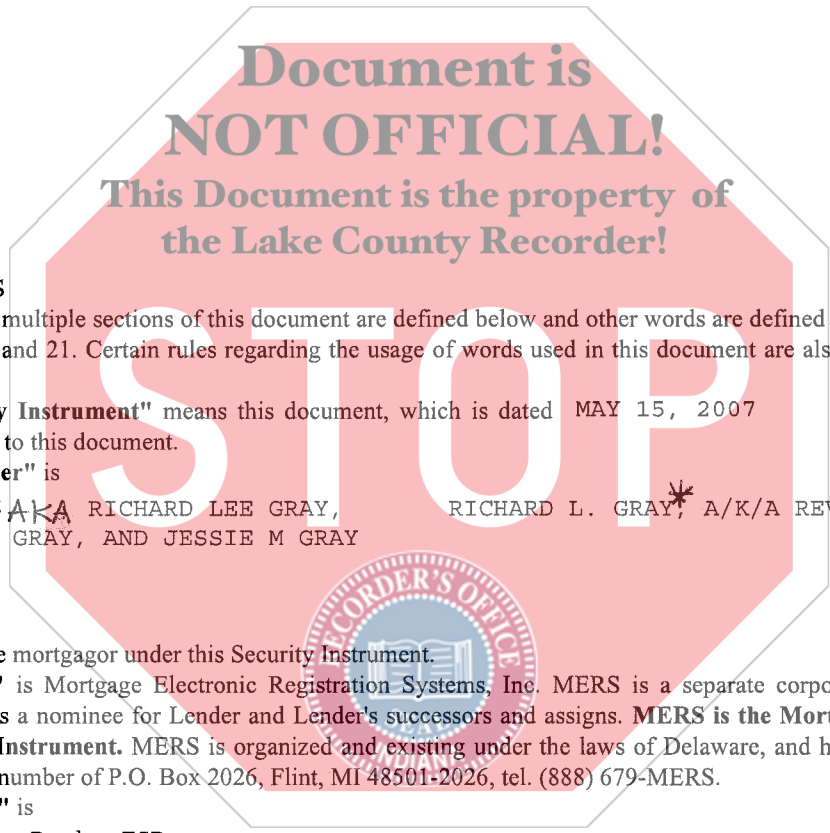 Document is
NOT OFFICIAL!
This Document is the property of
the Lake County Recorder!
S
multiple sections of this document are defined below and other words are defined
and 21. Certain rules regarding the usage of words used in this document are als
y Instrument" means this document, which is dated MAY 15, 2007
to this document.
er" is
AKA RICHARD LEE GRAY, RICHARD L. GRAY,* A/K/A REV
GRAY, AND JESSIE M GRAY
e mortgagor under this Security Instrument.
" is Mortgage Electronic Registration Systems, Inc. MERS is a separate corpo
s a nominee for Lender and Lender's successors and assigns. MERS is the Mort
Instrument. MERS is organized and existing under the laws of Delaware, and h
number of P.O. Box 2026, Flint, MI 48501-2026, tel. (888) 679-MERS.
" is
STOP
RECORDER'S OFFICE
INDIANA